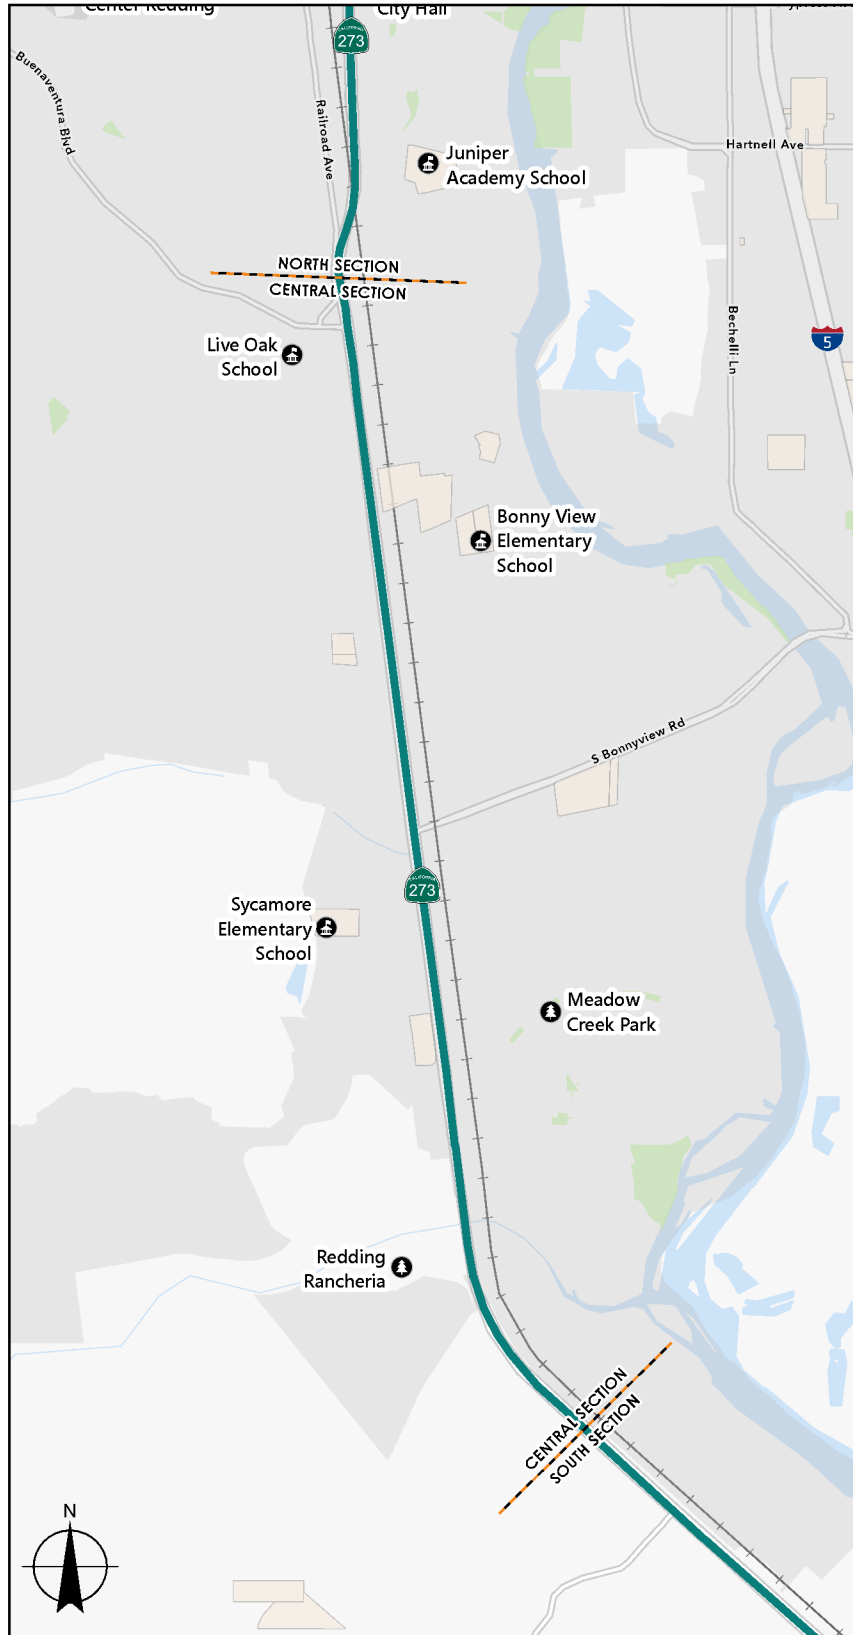 Center Redding
City Hall
273
Buenaventura Blvd
Railroad Ave
Hartnell Ave
Juniper
Academy School
NORTH SECTION
CENTRAL SECTION
Bechelli Ln
5
Live Oak
School
Bonny View
Elementary
School
S Bonnyview Rd
273
Sycamore
Elementary
School
Meadow
Creek Park
Redding
Rancheria
CENTRAL SECTION
SOUTH SECTION
N